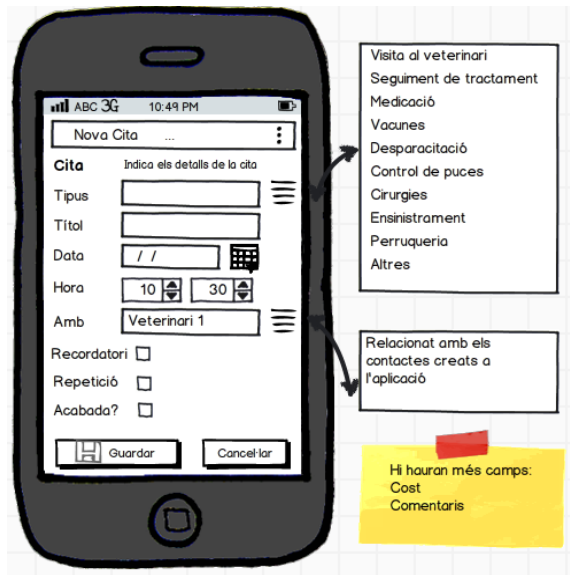 ABC 3G 10:49 PM
Nova Cita ...
Cita Indica els detalls de la cita
Tipus
Títol
Data / /
Hora 10 30
Amb Veterinari 1
Recordatori
Repetició
Acabada?
Guardar Cancel·lar
Visita al veterinari
Seguiment de tractament
Medicació
Vacunes
Desparacitació
Control de puces
Cirurgies
Ensinistrament
Perruqueria
Altres
Relacionat amb els
contactes creats a
l'aplicació
Hi hauran més camps:
Cost
Comentaris